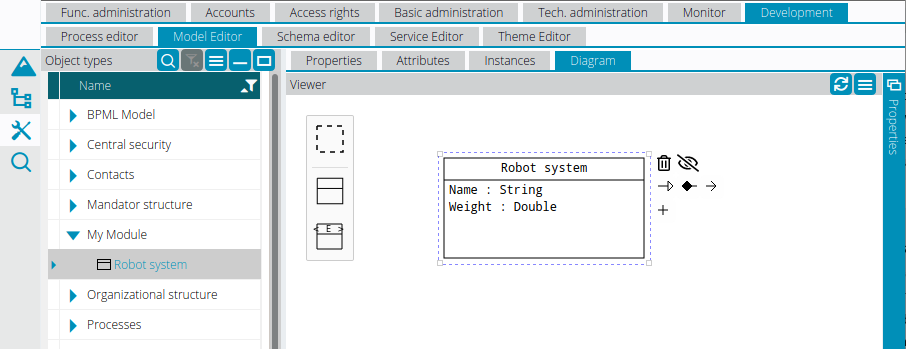 Func. administration Accounts Access rights Basic administration Tech. administration Monitor Development
Process editor Model Editor Schema editor Service Editor Theme Editor
Object types
Properties Attributes Instances Diagram
Name
Viewer
Properties
BPML Model
Central security
Contacts
Mandator structure
My Module
Robot system
Organizational structure
Processes
< E >
Robot system
Name : String
Weight : Double